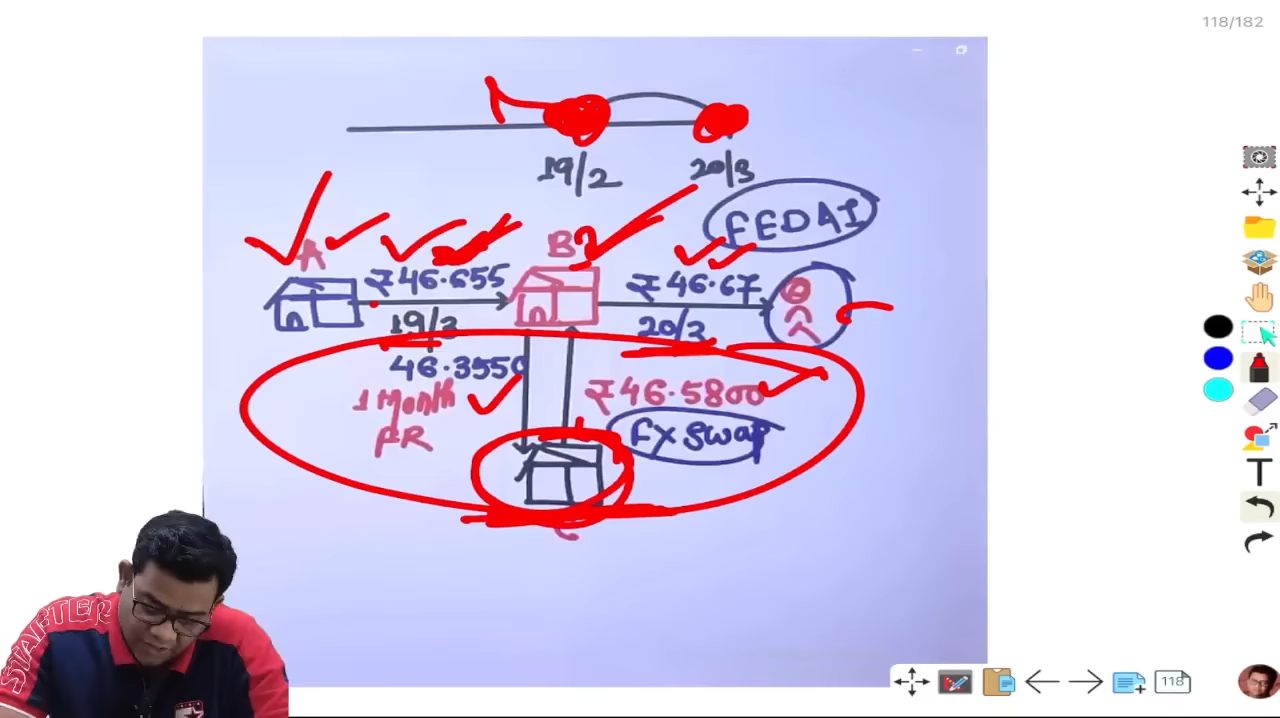 118/182
19/2
20/3
FEDAI
A
B
₹46.655
₹46.67
19/3
20/3
46.3550
₹46.5800
1 Month
FR
FX SWAP
C
STARTER
T
118